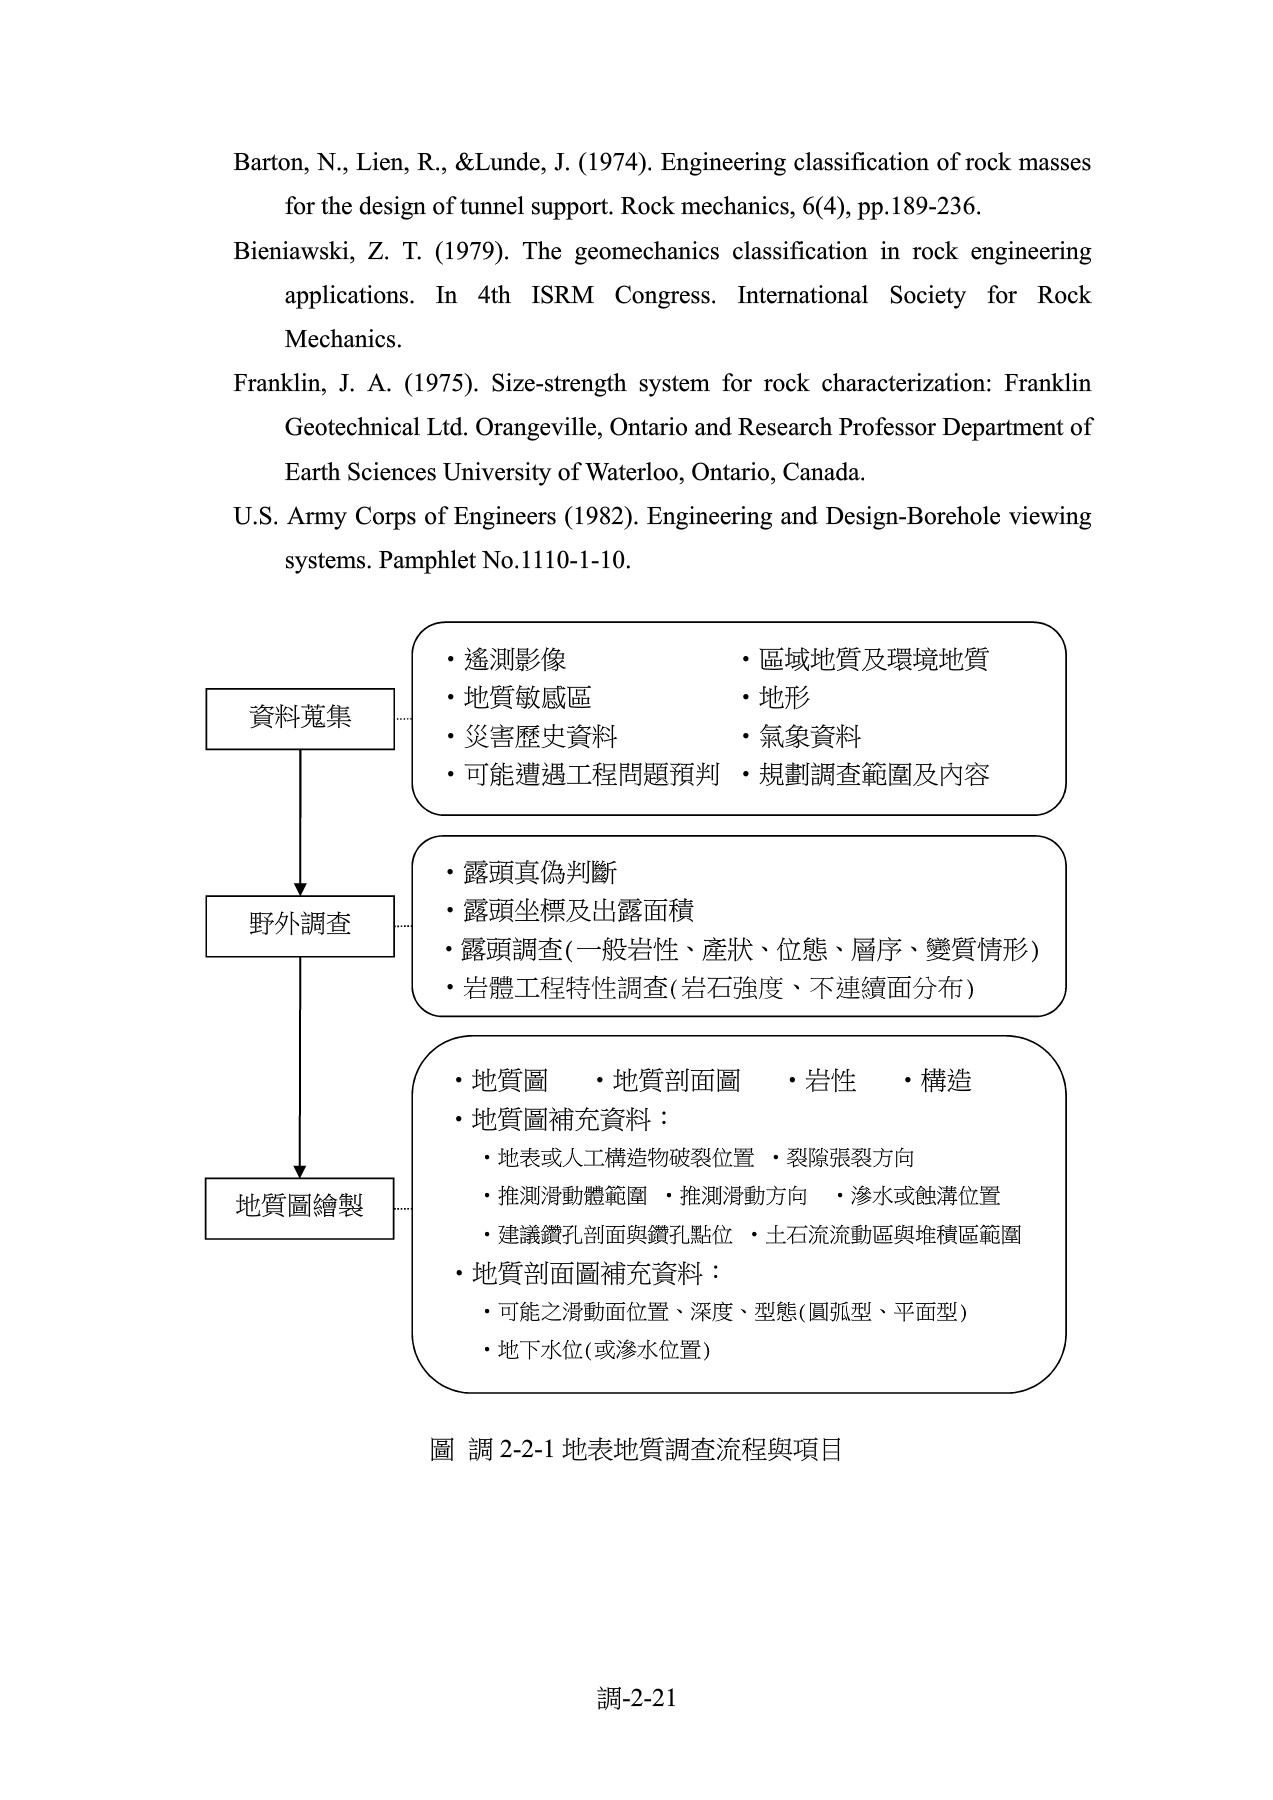 Barton, N., Lien, R., &Lunde, J. (1974). Engineering classification of rock masses
for the design of tunnel support. Rock mechanics, 6(4), pp.189-236.
Bieniawski, Z. T. (1979). The geomechanics classification in rock engineering
applications. In 4th ISRM Congress. International Society for Rock
Mechanics.
Franklin, J. A. (1975). Size-strength system for rock characterization: Franklin
Geotechnical Ltd. Orangeville, Ontario and Research Professor Department of
Earth Sciences University of Waterloo, Ontario, Canada.
U.S. Army Corps of Engineers (1982). Engineering and Design-Borehole viewing
systems. Pamphlet No.1110-1-10.
資料蒐集
・遙測影像 ・區域地質及環境地質
・地質敏感區 ・地形
・災害歷史資料 ・氣象資料
・可能遭遇工程問題預判 ・規劃調查範圍及內容
野外調查
・露頭真偽判斷
・露頭坐標及出露面積
・露頭調查(一般岩性、產狀、位態、層序、變質情形)
・岩體工程特性調查(岩石強度、不連續面分布)
地質圖繪製
・地質圖 ・地質剖面圖 ・岩性 ・構造
・地質圖補充資料：
・地表或人工構造物破裂位置 ・裂隙張裂方向
・推測滑動體範圍 ・推測滑動方向 ・滲水或蝕溝位置
・建議鑽孔剖面與鑽孔點位 ・土石流流動區與堆積區範圍
・地質剖面圖補充資料：
・可能之滑動面位置、深度、型態(圓弧型、平面型)
・地下水位(或滲水位置)
圖 調 2-2-1 地表地質調查流程與項目
調-2-21